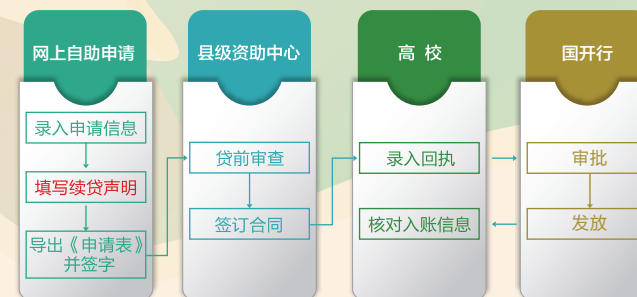 网上自助申请
录入申请信息
填写续贷声明
导出《申请表》
并签字
县级资助中心
贷前审查
签订合同
高 校
录入回执
核对入账信息
国开行
审批
发放